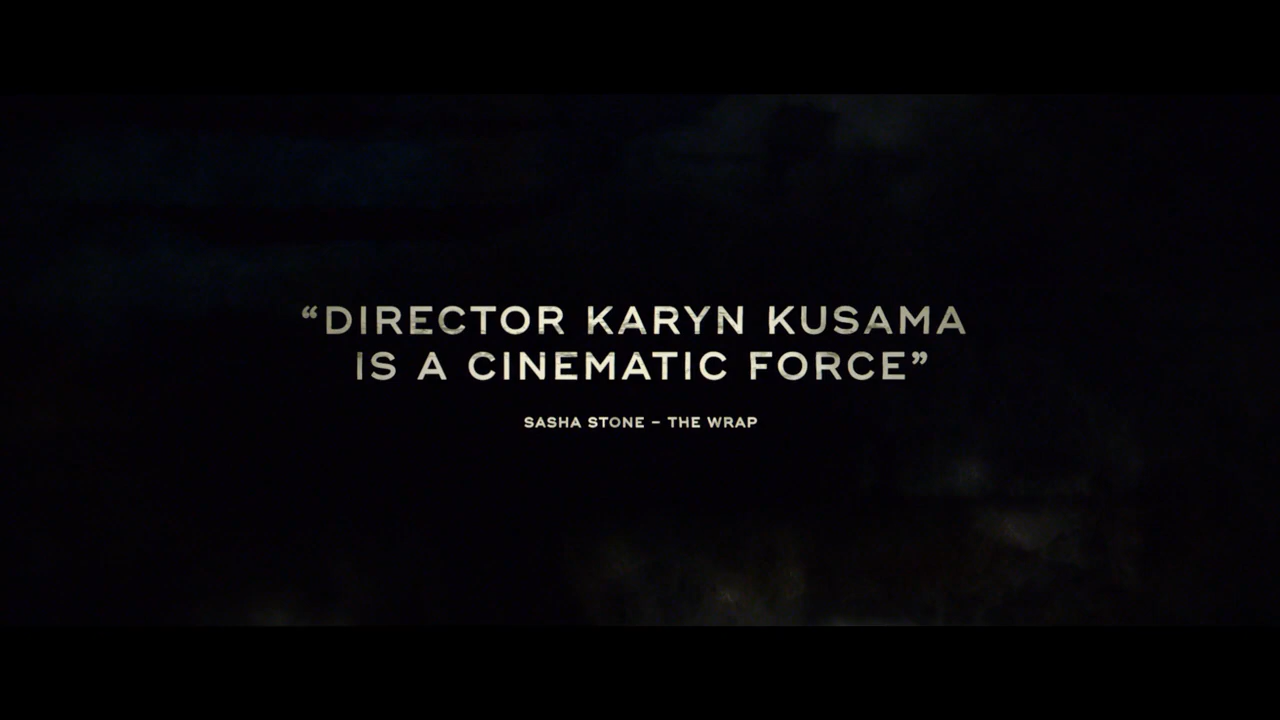 “DIRECTOR KARYN KUSAMA
IS A CINEMATIC FORCE”
SASHA STONE – THE WRAP